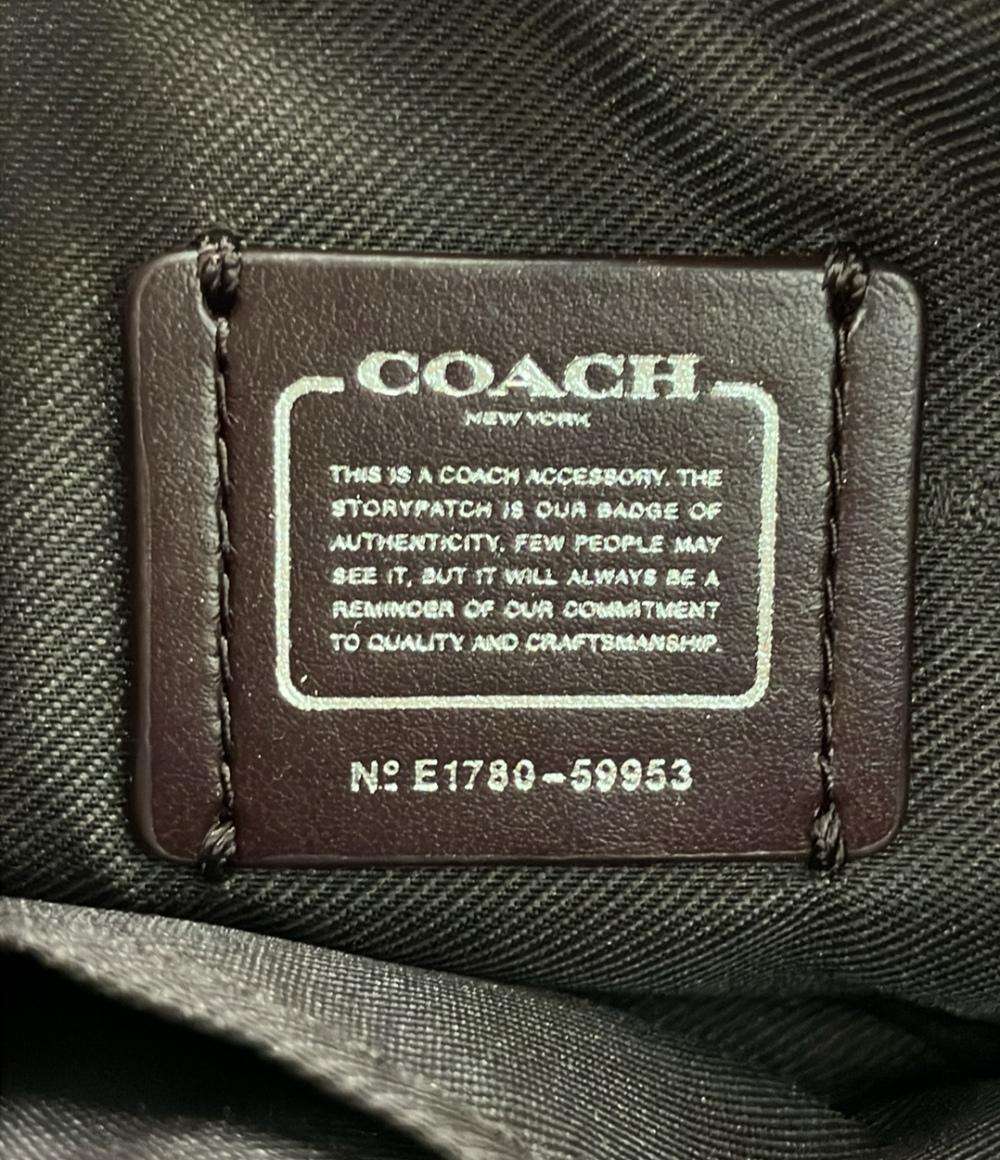 COACH
NEW YORK
THIS IS A COACH ACCESSORY. THE
STORYPATCH IS OUR BADGE OF
AUTHENTICITY. FEW PEOPLE MAY
SEE IT, BUT IT WILL ALWAYS BE A
REMINDER OF OUR COMMITMENT
TO QUALITY AND CRAFTSMANSHIP.
Nº E1780-59953